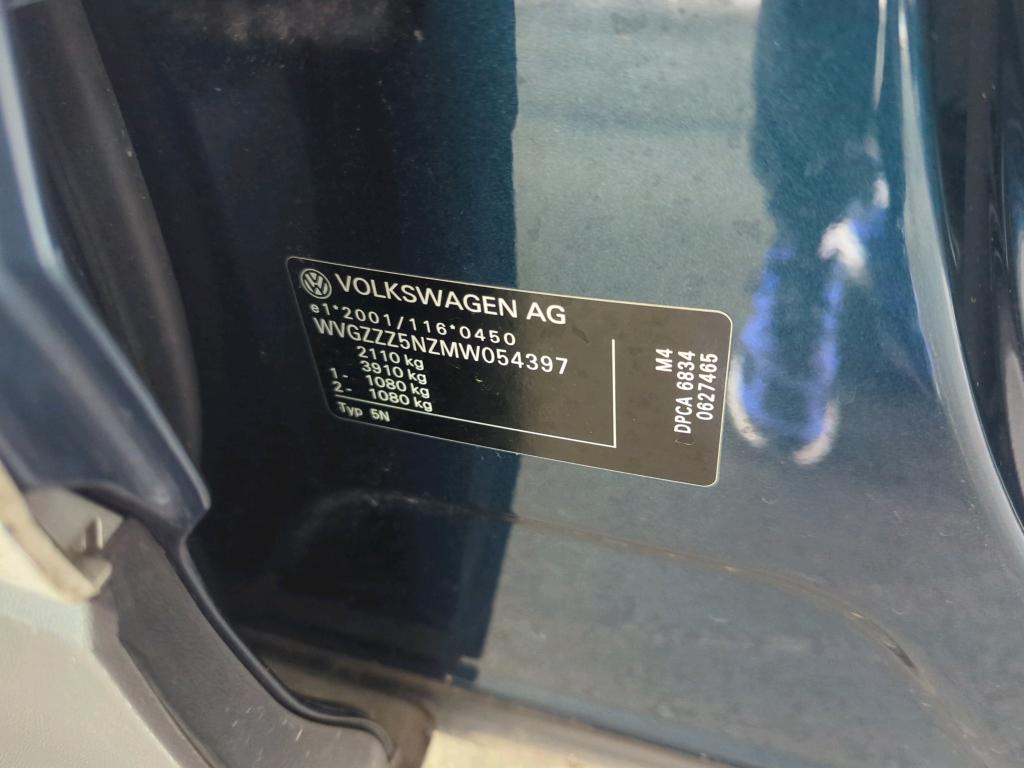 VOLKSWAGEN AG
e1*2001/116*0450
WVGZZZ5NZMW054397
2110 kg
3910 kg
1- 1080 kg
2- 1080 kg
Typ 5N
M4
DPCA 6834
0627465